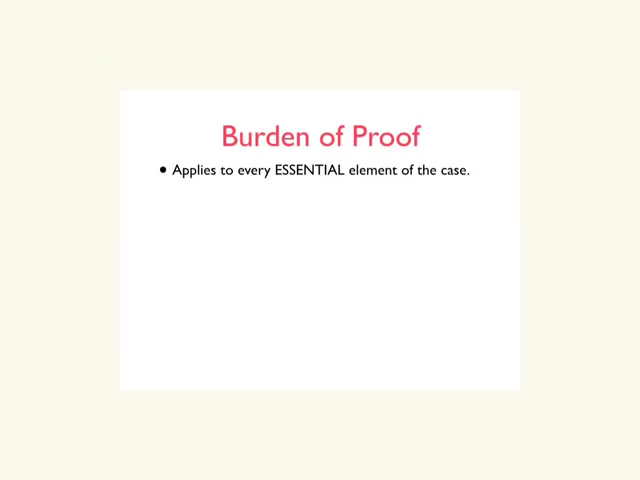 Burden of Proof
• Applies to every ESSENTIAL element of the case.